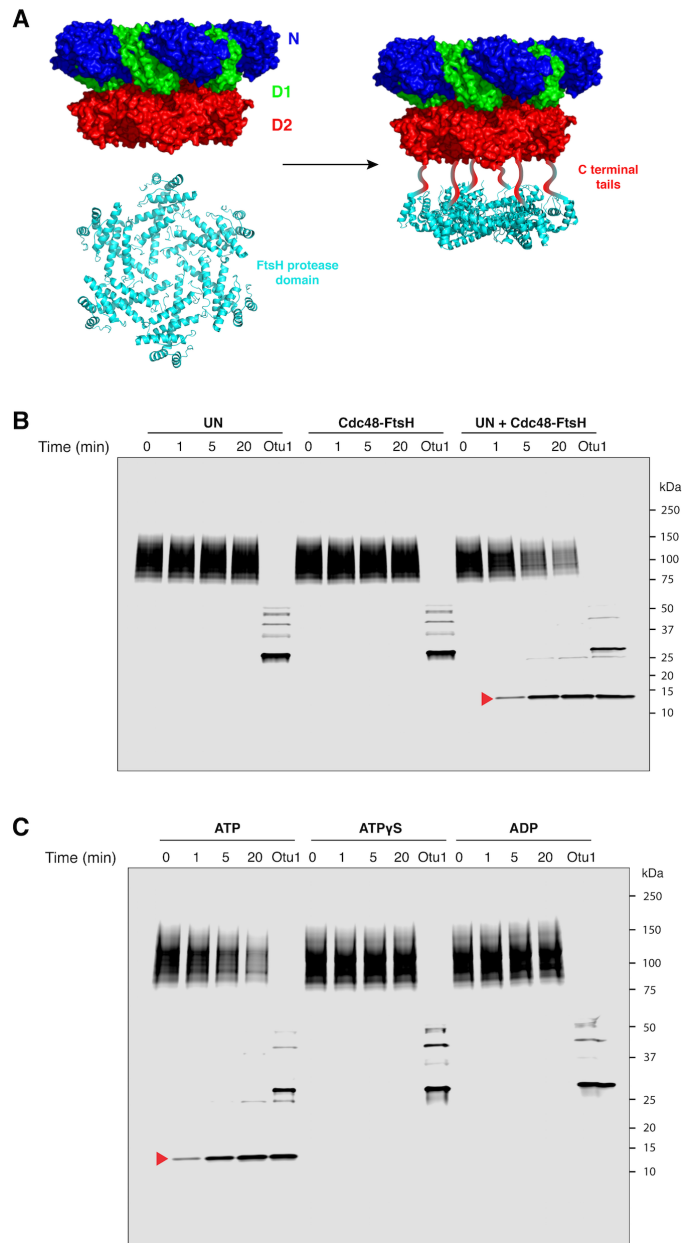 A
N
D1
D2
C terminal
tails
FtsH protease
domain
B
UN Cdc48-FtsH UN + Cdc48-FtsH
Time (min) 0 1 5 20 Otu1 0 1 5 20 Otu1 0 1 5 20 Otu1
kDa
250
150
100
75
50
37
25
20
15
10
C
ATP ATPγS ADP
Time (min) 0 1 5 20 Otu1 0 1 5 20 Otu1 0 1 5 20 Otu1
kDa
250
150
100
75
50
37
25
20
15
10